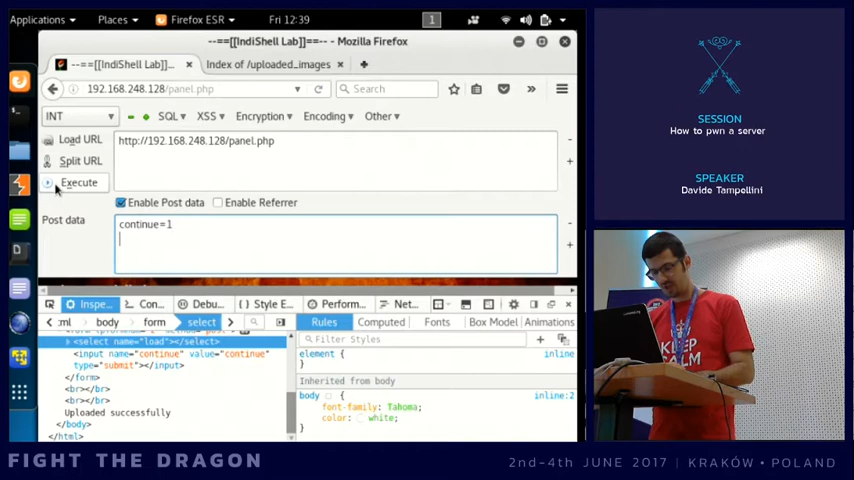 Applications
Places
Firefox ESR
Fri 12:39
1
--==[[IndiShell Lab]]==-- - Mozilla Firefox
--==[[IndiShell Lab]...
Index of /uploaded_images
192.168.248.128/panel.php
Search
INT
SQL
XSS
Encryption
Encoding
Other
Load URL
http://192.168.248.128/panel.php
Split URL
Execute
Enable Post data
Enable Referrer
Post data
continue=1
Inspe...
Con...
Debu...
Style E...
Perform...
Net...
:ml
body
form
select
Rules
Computed
Fonts
Box Model
Animations
Filter Styles
<select name="load"></select>
<input name="continue" value="continue"
type="submit"></input>
</form>
<br></br>
<br></br>
Uploaded successfully
</body>
</html>
element {
inline
}
Inherited from body
body {
inline:2
font-family: Tahoma;
color: white;
}
SESSION
How to pwn a server
SPEAKER
Davide Tampellini
KEEP
CALM
FIGHT THE DRAGON
2nd-4th JUNE 2017 | KRAKÓW • POLAND